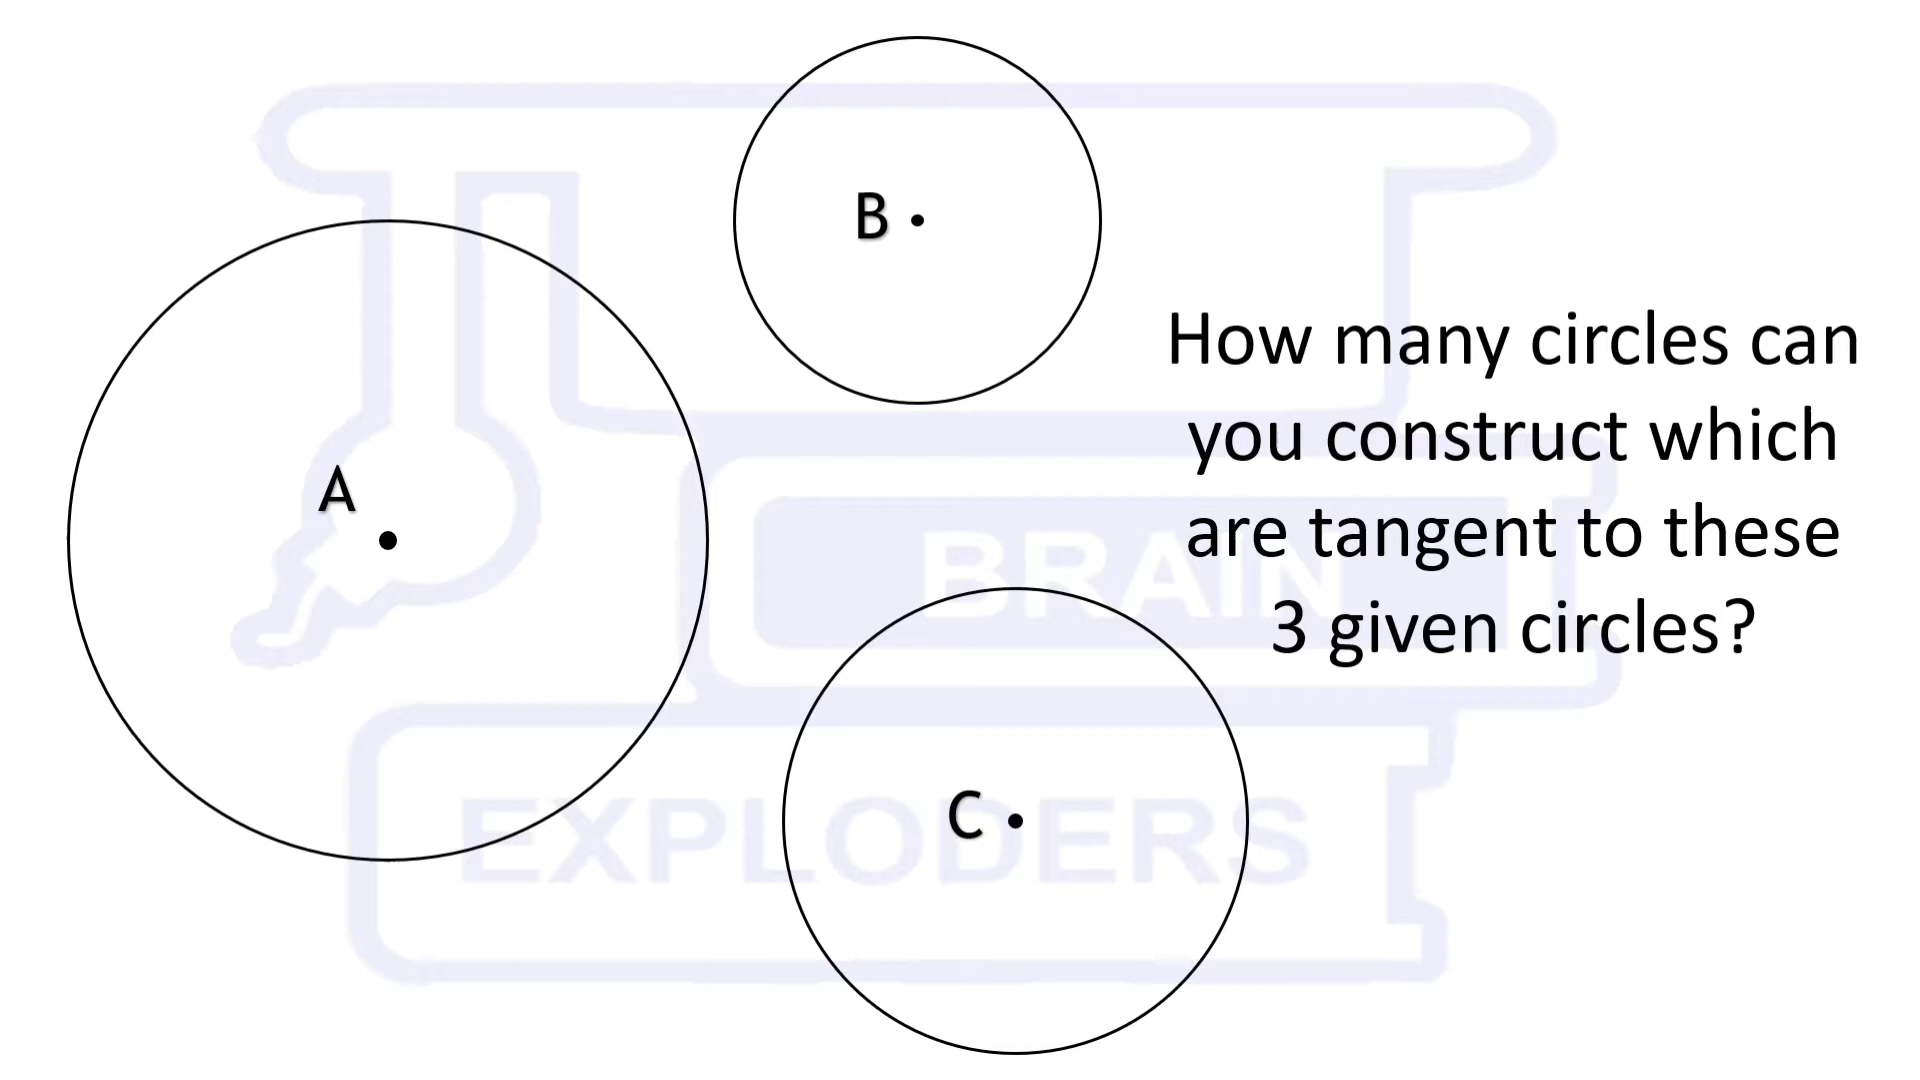 B
A
How many circles can
you construct which
are tangent to these
3 given circles?
BRAIN
C
EXPLODERS